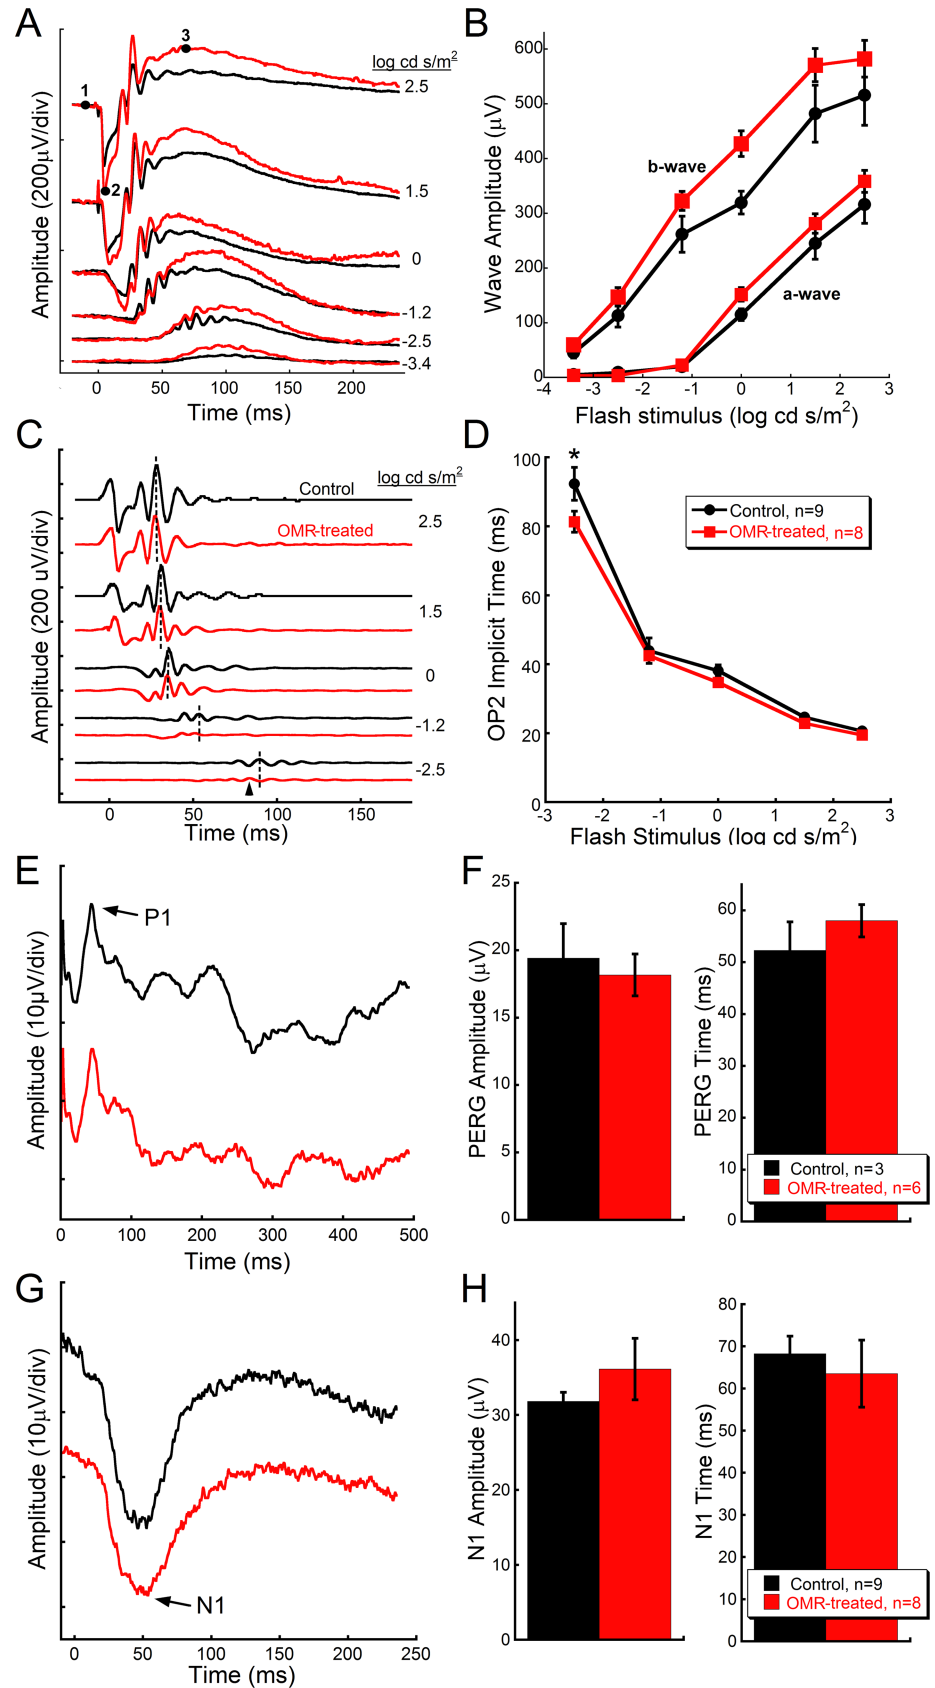 A
Amplitude (200μV/div)
1
2
3
log cd s/m²
2.5
1.5
0
-1.2
-2.5
-3.4
0 50 100 150 200
Time (ms)
B
Wave Amplitude (μV)
600
500
400
300
200
100
0
b-wave
a-wave
-4 -3 -2 -1 0 1 2 3
Flash stimulus (log cd s/m²)
C
Amplitude (200 uV/div)
log cd s/m²
Control
2.5
OMR-treated
1.5
0
-1.2
-2.5
0 50 100 150
Time (ms)
D
OP2 Implicit Time (ms)
100
80
60
40
20
0
*
Control, n=9
OMR-treated, n=8
-3 -2 -1 0 1 2 3
Flash Stimulus (log cd s/m²)
E
Amplitude (10μV/div)
P1
0 100 200 300 400 500
Time (ms)
F
PERG Amplitude (μV)
25
20
15
10
5
0
PERG Time (ms)
60
50
40
30
20
10
0
Control, n=3
OMR-treated, n=6
G
Amplitude (10μV/div)
N1
0 50 100 150 200 250
Time (ms)
H
N1 Amplitude (μV)
40
30
20
10
0
N1 Time (ms)
80
70
60
50
40
30
20
10
0
Control, n=9
OMR-treated, n=8